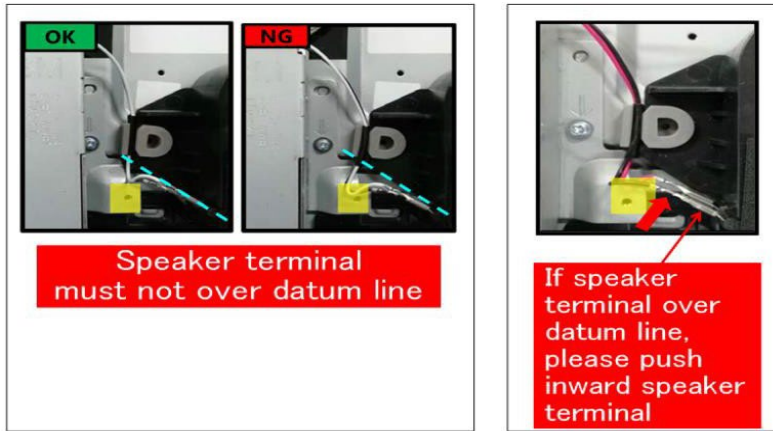 OK
NG
Speaker terminal
must not over datum line
If speaker
terminal over
datum line,
please push
inward speaker
terminal